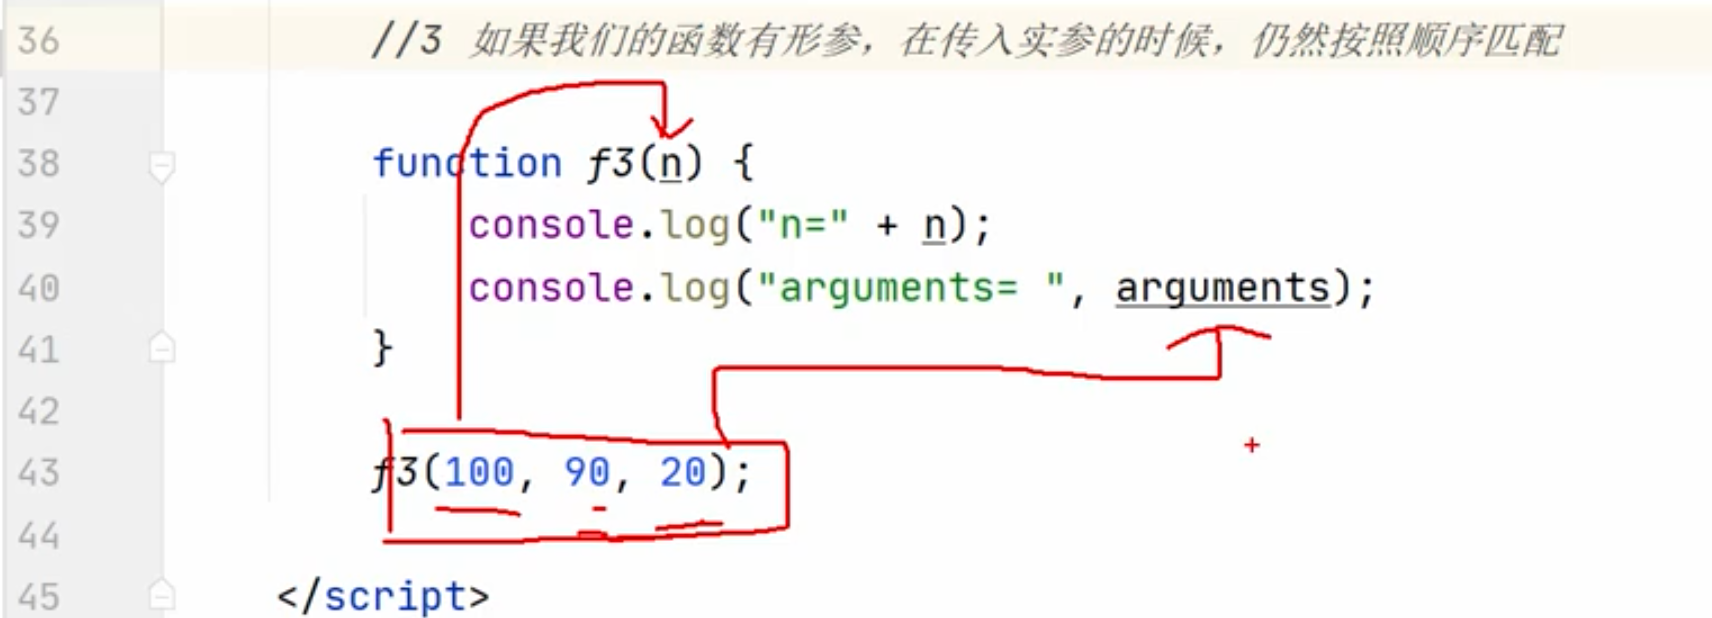 36 //3 如果我们的函数有形参，在传入实参的时候，仍然按照顺序匹配
37
38 function f3(n) {
39 console.log("n=" + n);
40 console.log("arguments= ", arguments);
41 }
42
43 f3(100, 90, 20);
44
45 </script>